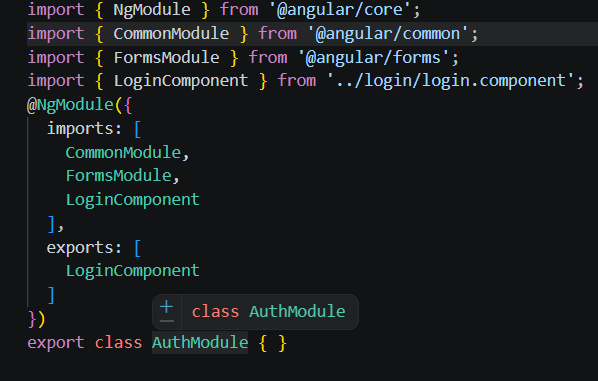 import { NgModule } from '@angular/core';
import { CommonModule } from '@angular/common';
import { FormsModule } from '@angular/forms';
import { LoginComponent } from '../login/login.component';
@NgModule({
  imports: [
    CommonModule,
    FormsModule,
    LoginComponent
  ],
  exports: [
    LoginComponent
  ]
+ class AuthModule
})
export class AuthModule { }